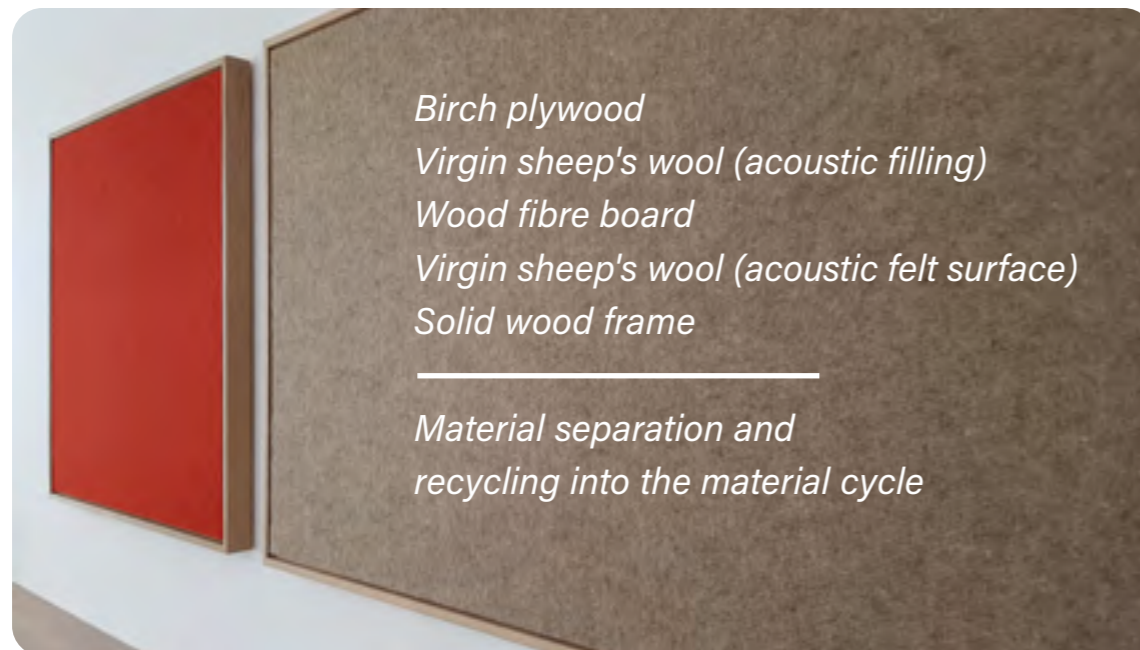 Birch plywood
Virgin sheep's wool (acoustic filling)
Wood fibre board
Virgin sheep's wool (acoustic felt surface)
Solid wood frame
Material separation and
recycling into the material cycle